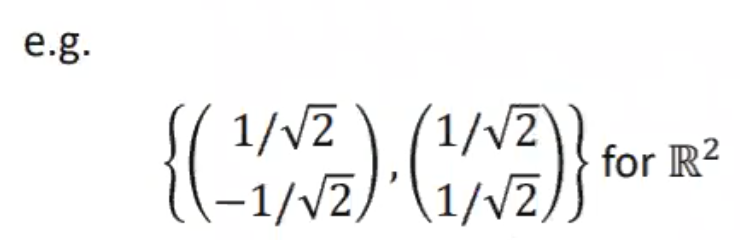 e.g.
{(1/√2 −1/√2), (1/√2 1/√2)} for ℝ²